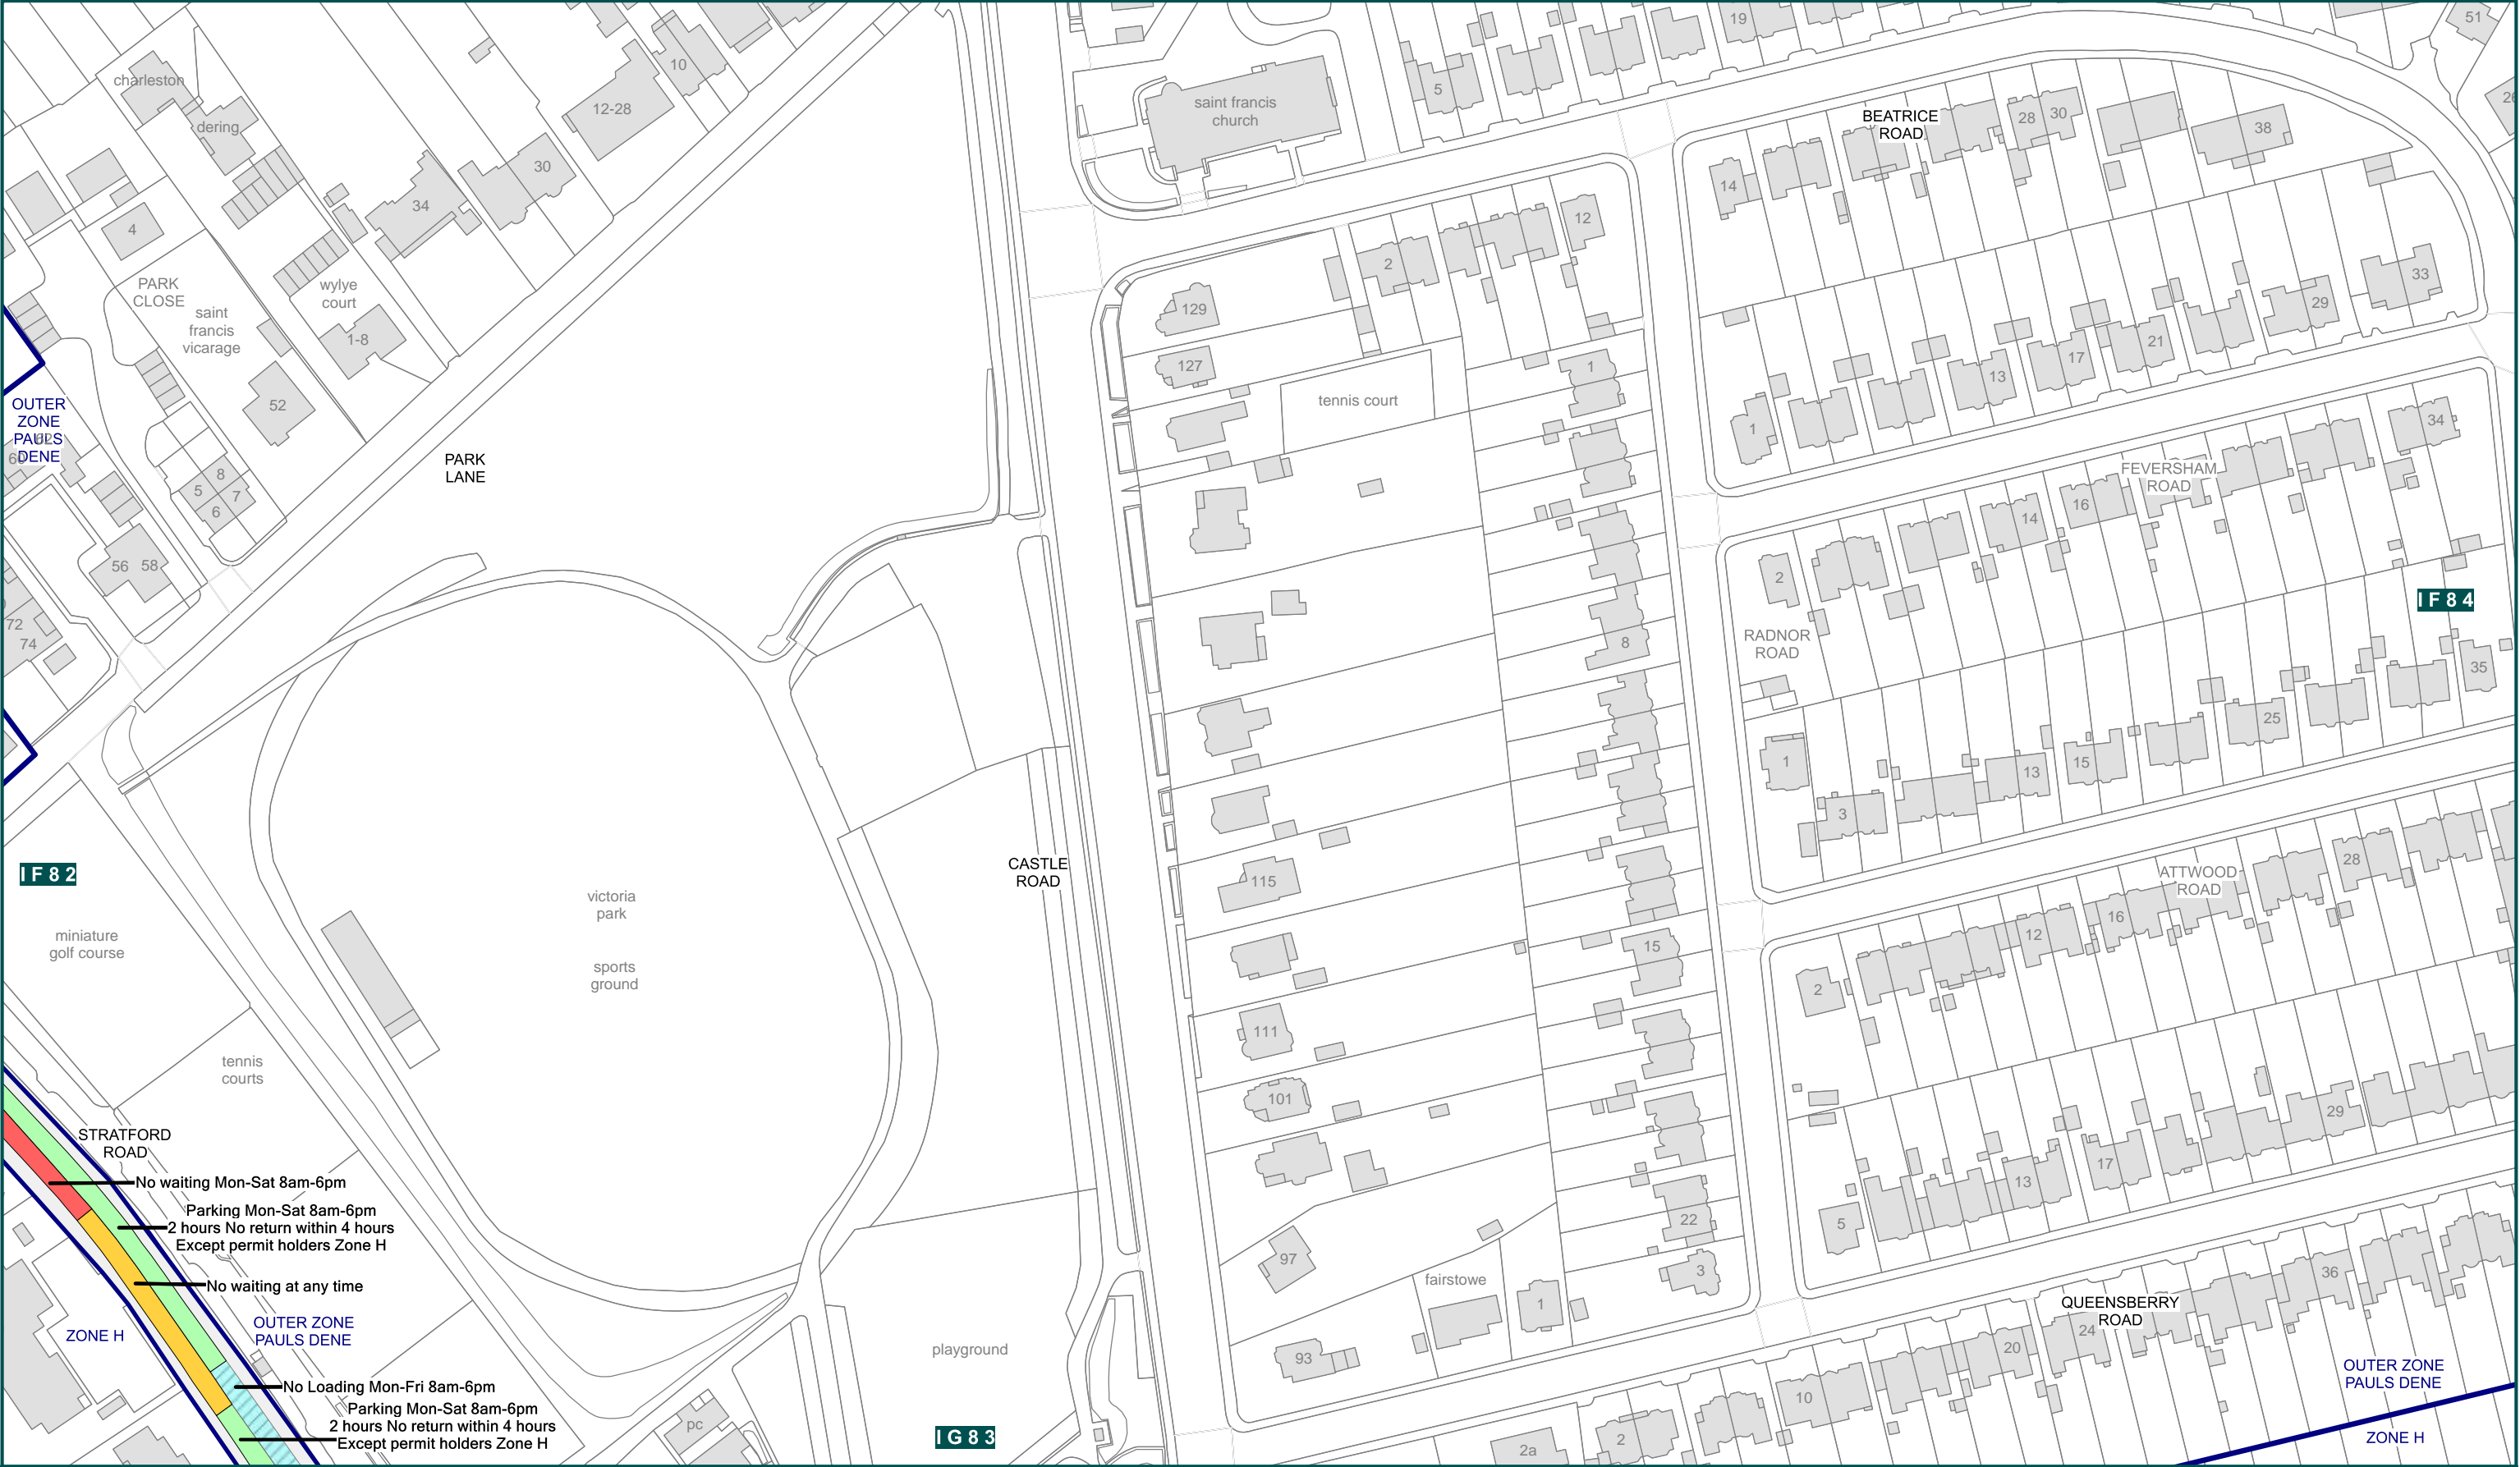 charleston
dering
10
12-28
30
34
4
PARK
CLOSE
saint
francis
vicarage
wylye
court
1-8
52
OUTER
ZONE
PAULS
DENE
8
5
7
6
56
58
72
74
PARK
LANE
saint francis
church
5
19
51
BEATRICE
ROAD
28
30
38
14
12
2
129
127
tennis court
1
33
29
21
17
13
1
34
FEVERSHAM
ROAD
16
14
2
IF84
RADNOR
ROAD
8
35
25
15
13
1
3
IF82
miniature
golf course
victoria
park
sports
ground
CASTLE
ROAD
115
15
111
101
ATTWOOD
ROAD
28
16
12
2
tennis
courts
STRATFORD
ROAD
No waiting Mon-Sat 8am-6pm
Parking Mon-Sat 8am-6pm
2 hours No return within 4 hours
Except permit holders Zone H
No waiting at any time
OUTER ZONE
PAULS DENE
ZONE H
No Loading Mon-Fri 8am-6pm
Parking Mon-Sat 8am-6pm
2 hours No return within 4 hours
Except permit holders Zone H
pc
playground
IG83
29
17
13
5
22
3
97
fairstowe
1
93
QUEENSBERRY
ROAD
36
24
20
10
2
2a
OUTER ZONE
PAULS DENE
ZONE H